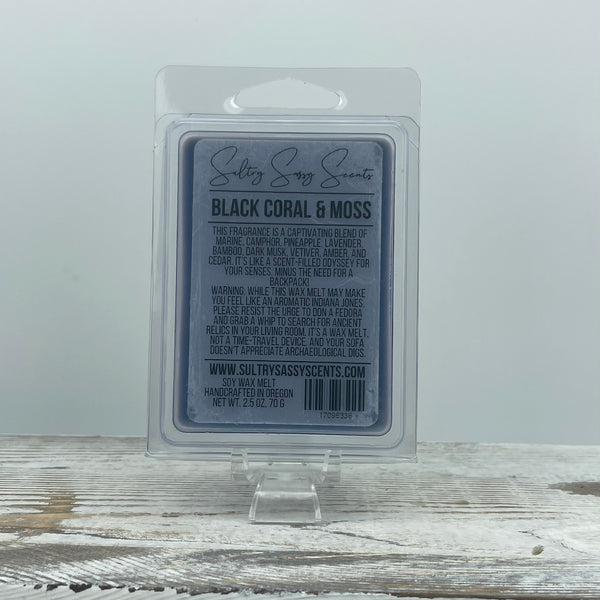 Sultry Sassy Scents
BLACK CORAL & MOSS
THIS FRAGRANCE IS A CAPTIVATING BLEND OF
MARINE, CAMPHOR, PINEAPPLE, LAVENDER,
BAMBOO, DARK MUSK, VETIVER, AMBER, AND
CEDAR. IT'S LIKE A SCENT-FILLED ODYSSEY FOR
YOUR SENSES, MINUS THE NEED FOR A
BACKPACK!
WARNING: WHILE THIS WAX MELT MAY MAKE
YOU FEEL LIKE AN AROMATIC INDIANA JONES,
PLEASE RESIST THE URGE TO DON A FEDORA
AND GRAB A WHIP TO SEARCH FOR ANCIENT
RELICS IN YOUR LIVING ROOM. IT'S A WAX MELT,
NOT A TIME-TRAVEL DEVICE, AND YOUR SOFA
DOESN'T APPRECIATE ARCHAEOLOGICAL DIGS.
WWW.SULTRYSASSYSCENTS.COM
SOY WAX MELT
HANDCRAFTED IN OREGON
NET WT. 2.5 OZ, 70 G